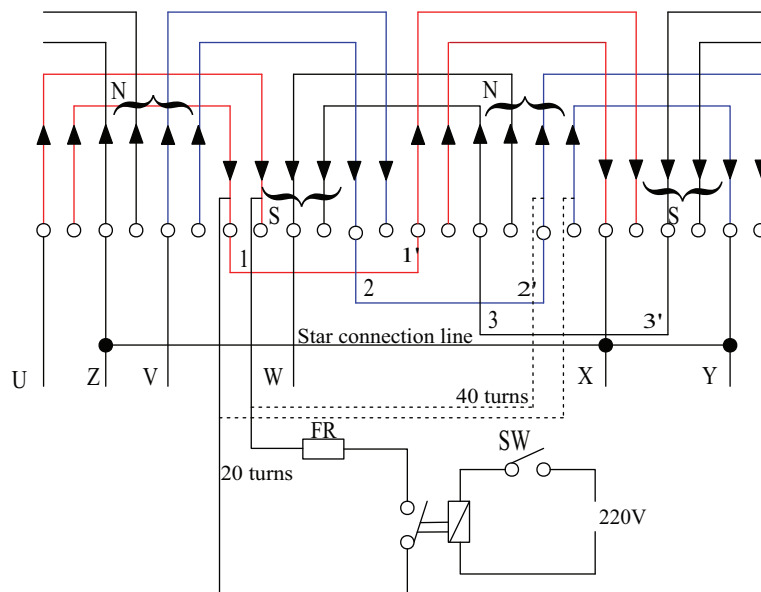 N N
S S
1 1'
2 2'
3 3'
Star connection line
U Z V W X Y
40 turns
FR SW
20 turns
220V